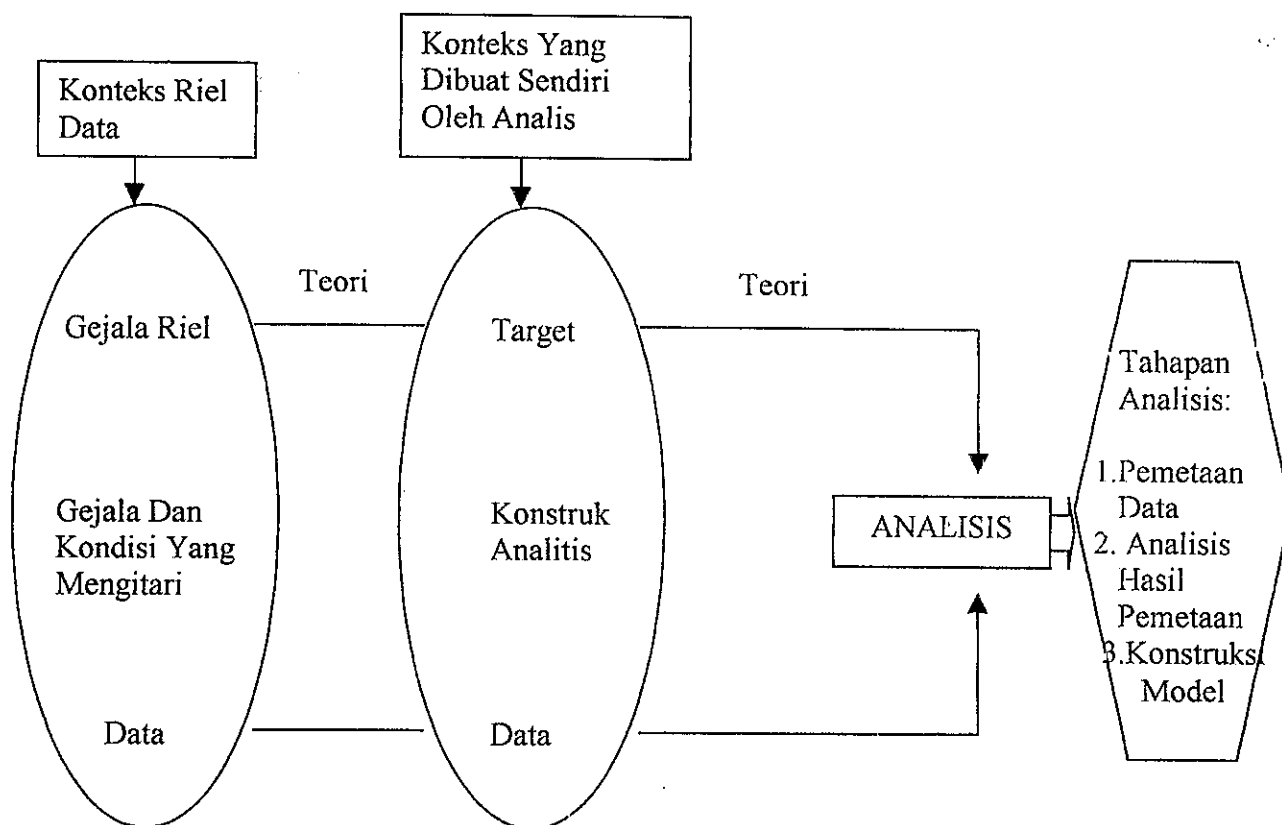 Konteks Riel
Data
Konteks Yang
Dibuat Sendiri
Oleh Analis
Teori
Teori
Gejala Riel
Gejala Dan
Kondisi Yang
Mengitari
Data
Target
Konstruk
Analitis
Data
ANALISIS
Tahapan
Analisis:
1.Pemetaan
Data
2. Analisis
Hasil
Pemetaan
3.Konstruksi
Model